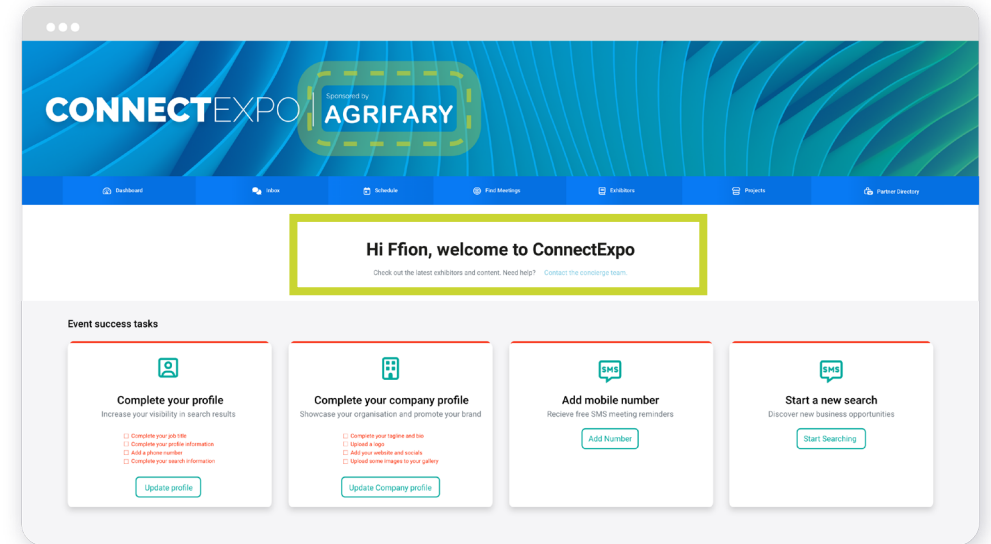 CONNECTEXPO
Sponsored by
AGRIFARY
Dashboard
Inbox
Schedule
Find Meetings
Exhibitors
Projects
Partner Directory
Hi Ffion, welcome to ConnectExpo
Check out the latest exhibitors and content. Need help? Contact the concierge team.
Event success tasks
Complete your profile
Increase your visibility in search results
Complete your job title
Complete your profile information
Add a phone number
Complete your search information
Update profile
Complete your company profile
Showcase your organisation and promote your brand
Complete your tagline and bio
Upload a logo
Add your website and socials
Upload some images to your gallery
Update Company profile
SMS
Add mobile number
Recieve free SMS meeting reminders
Add Number
SMS
Start a new search
Discover new business opportunities
Start Searching